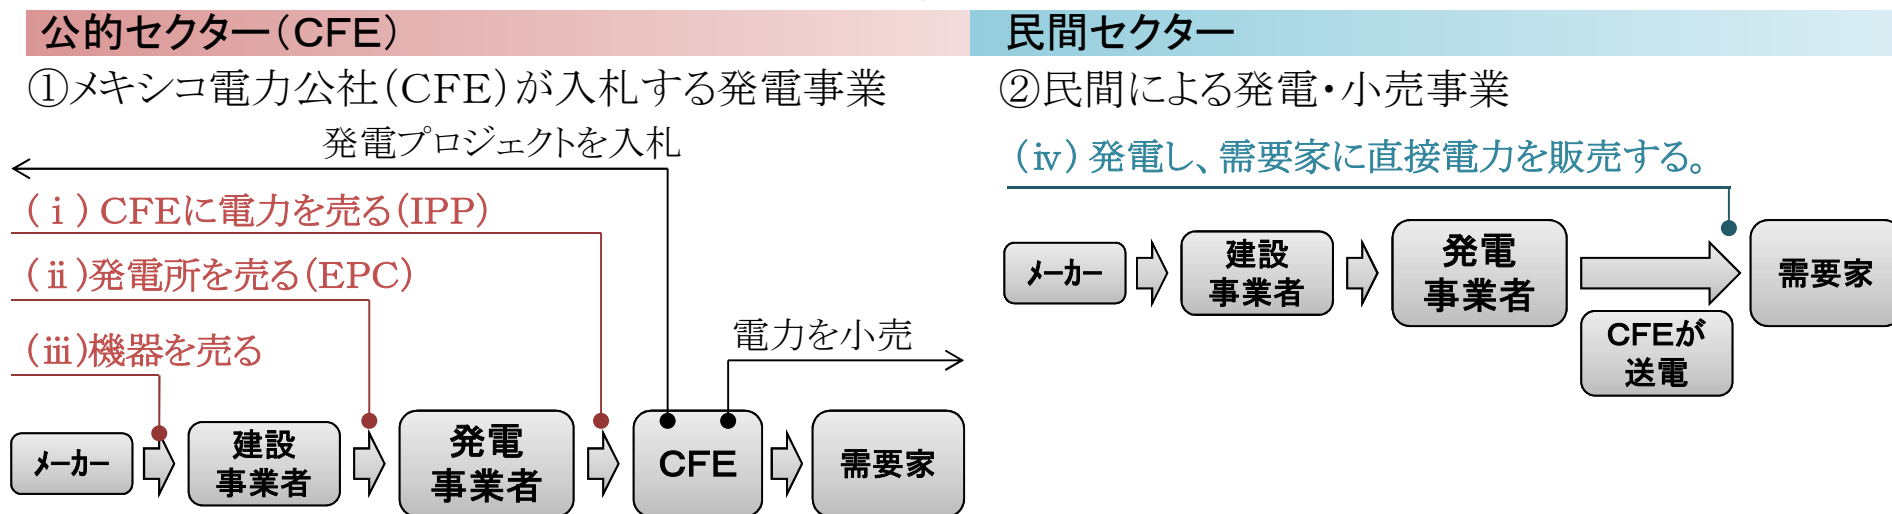 公的セクター(CFE)
①メキシコ電力公社(CFE)が入札する発電事業
発電プロジェクトを入札
(ⅰ)CFEに電力を売る(IPP)
(ⅱ)発電所を売る(EPC)
(ⅲ)機器を売る
電力を小売
メーカー
建設
事業者
発電
事業者
CFE
需要家
民間セクター
②民間による発電・小売事業
(ⅳ)発電し、需要家に直接電力を販売する。
メーカー
建設
事業者
発電
事業者
CFEが
送電
需要家